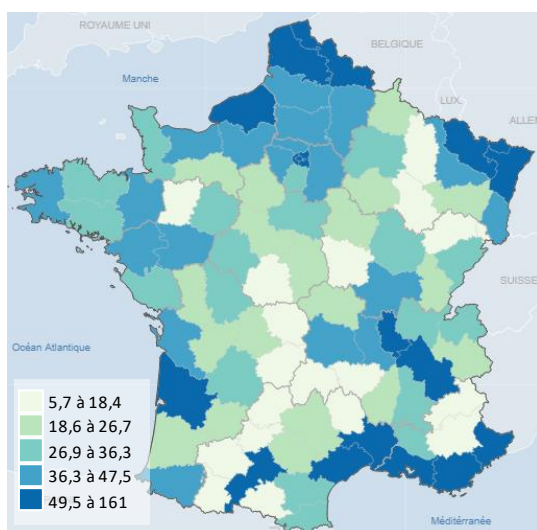 ROYAUME UNI
BELGIQUE
Manche
LUX.
ALLEM
SUISSE
Océan Atlantique
5,7 à 18,4
18,6 à 26,7
26,9 à 36,3
36,3 à 47,5
49,5 à 161
Méditérranée